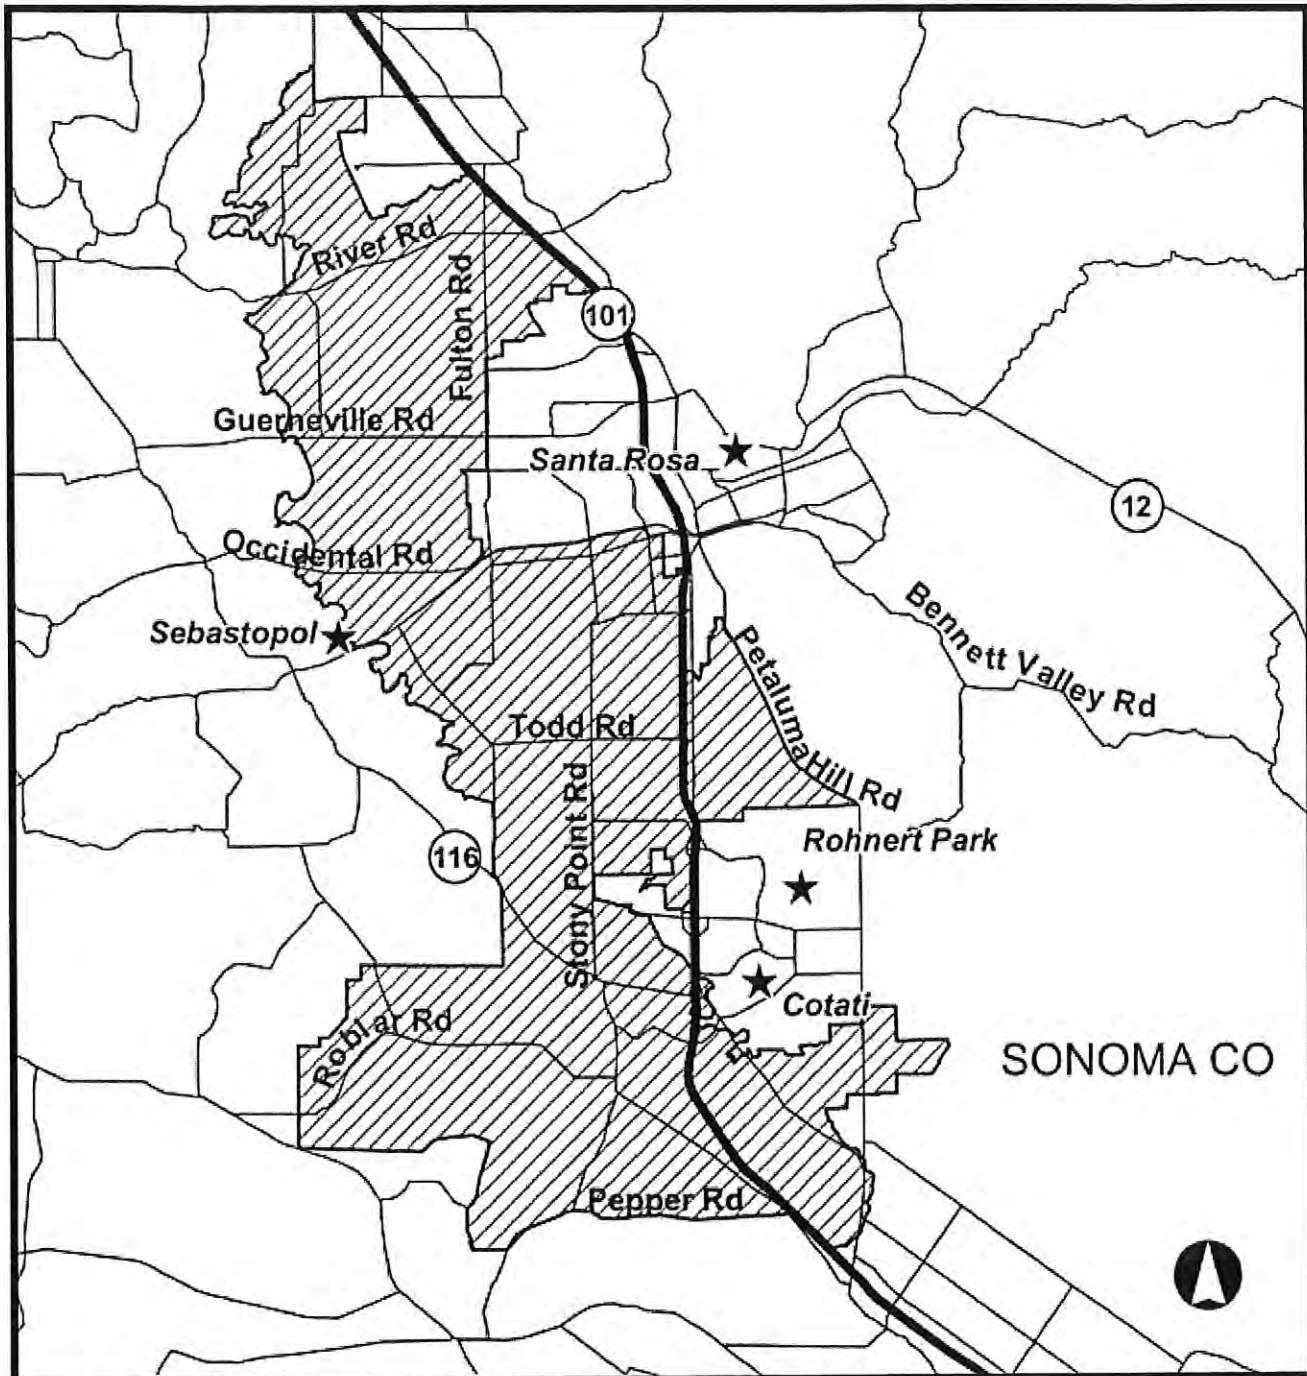 River Rd
Fulton Rd
101
Guerneville Rd
Santa Rosa
12
Occidental Rd
Bennett Valley Rd
Sebastopol
Petaluma Hill Rd
Todd Rd
Stony Point Rd
Rohnert Park
116
Cotati
Roblar Rd
SONOMA CO
Pepper Rd